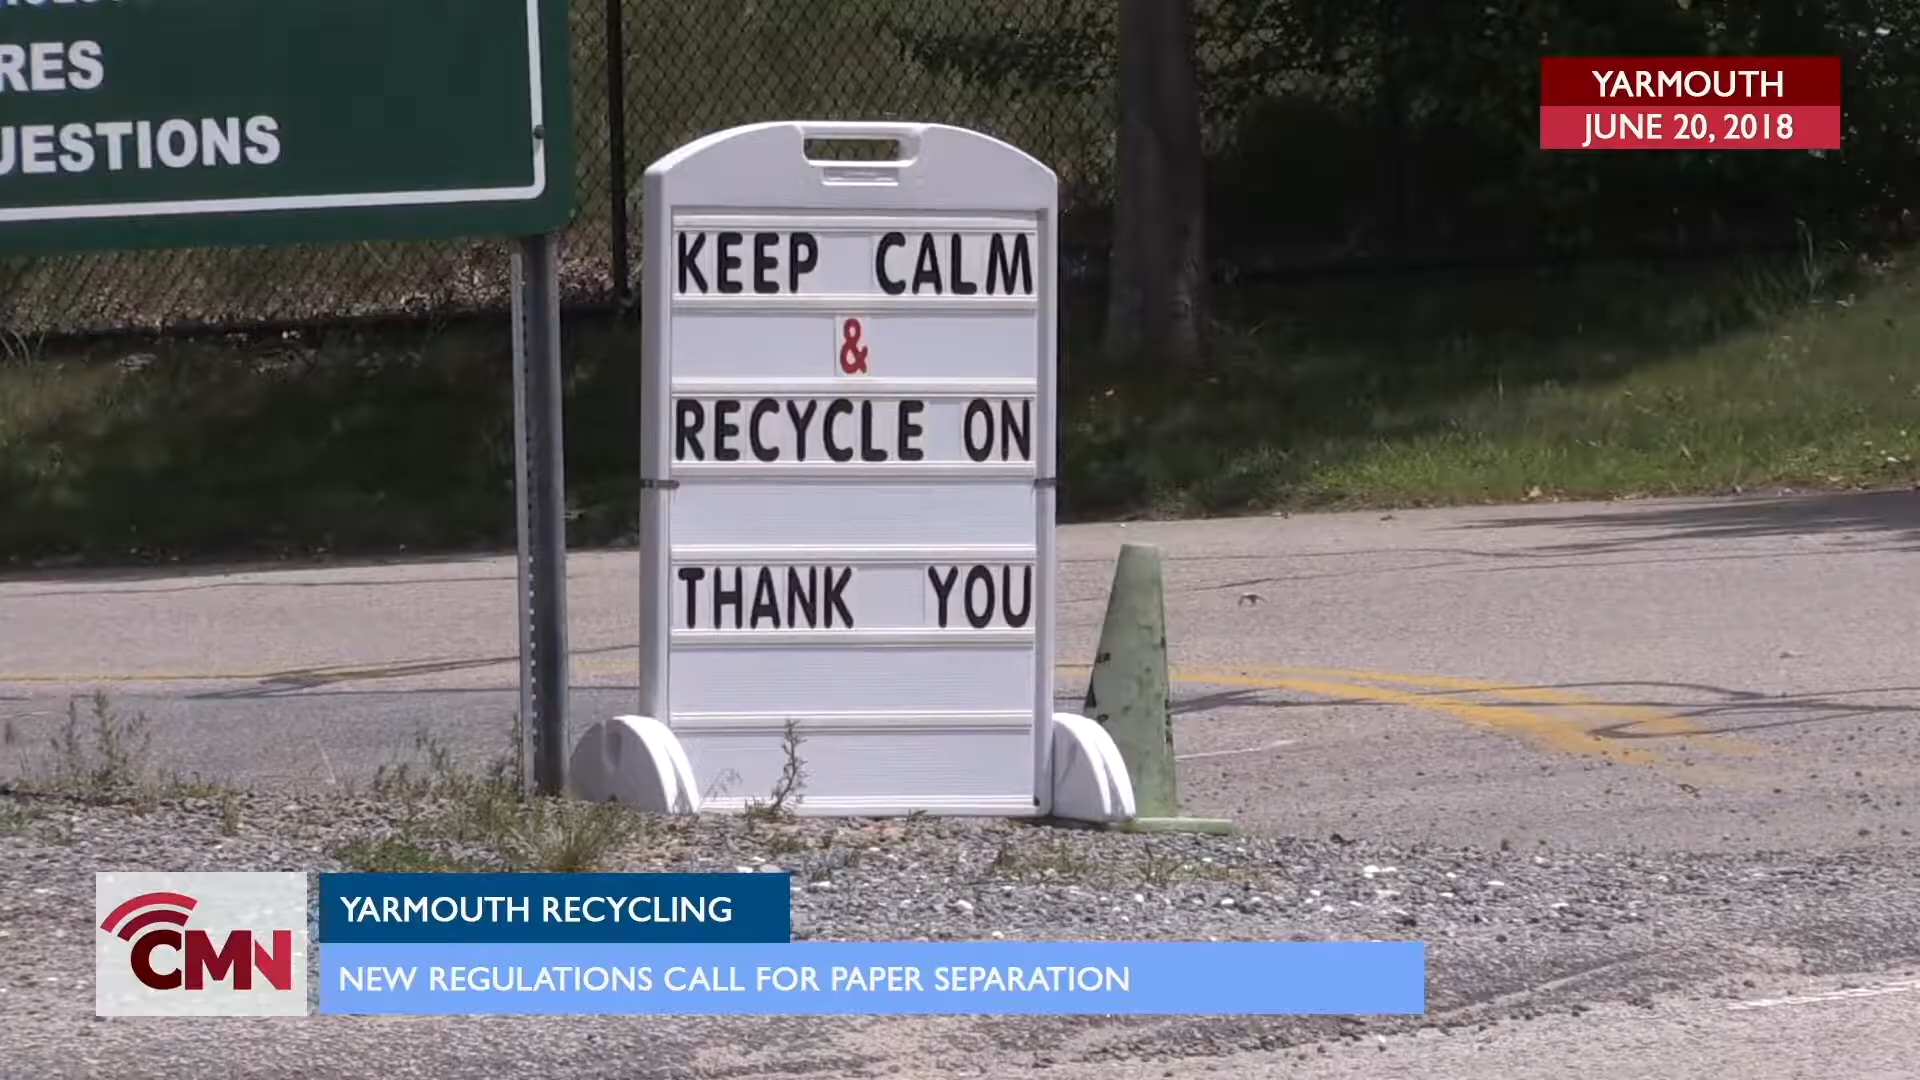 RES
YARMOUTH
JUNE 20, 2018
KEEP CALM
&
RECYCLE ON
THANK YOU
YARMOUTH RECYCLING
CMN
NEW REGULATIONS CALL FOR PAPER SEPARATION